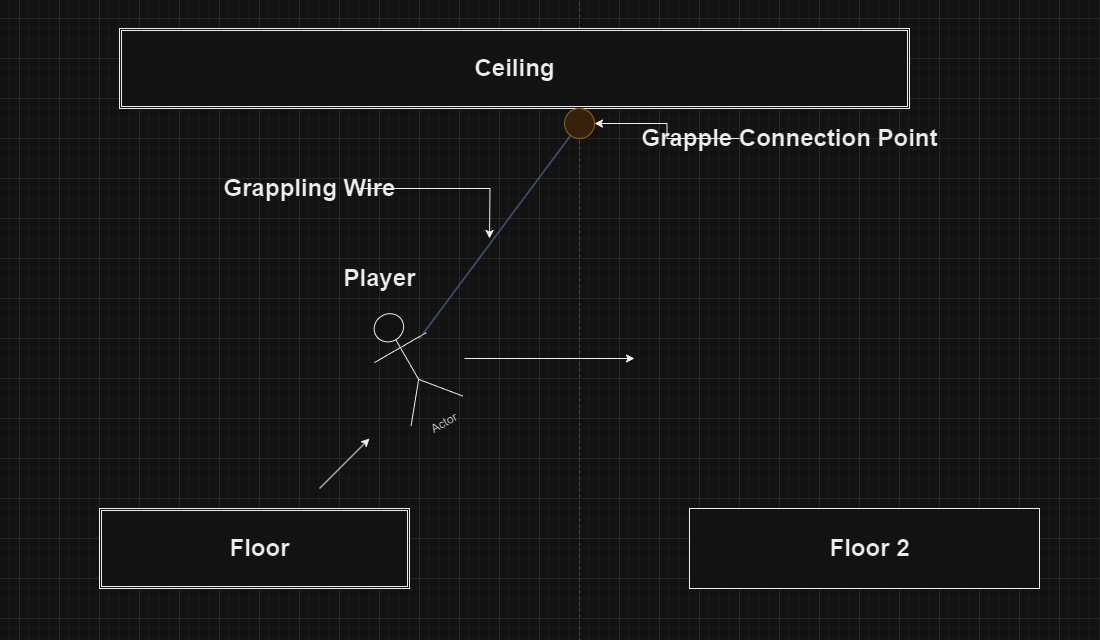 Ceiling
Grapple Connection Point
Grappling Wire
Player
Actor
Floor
Floor 2